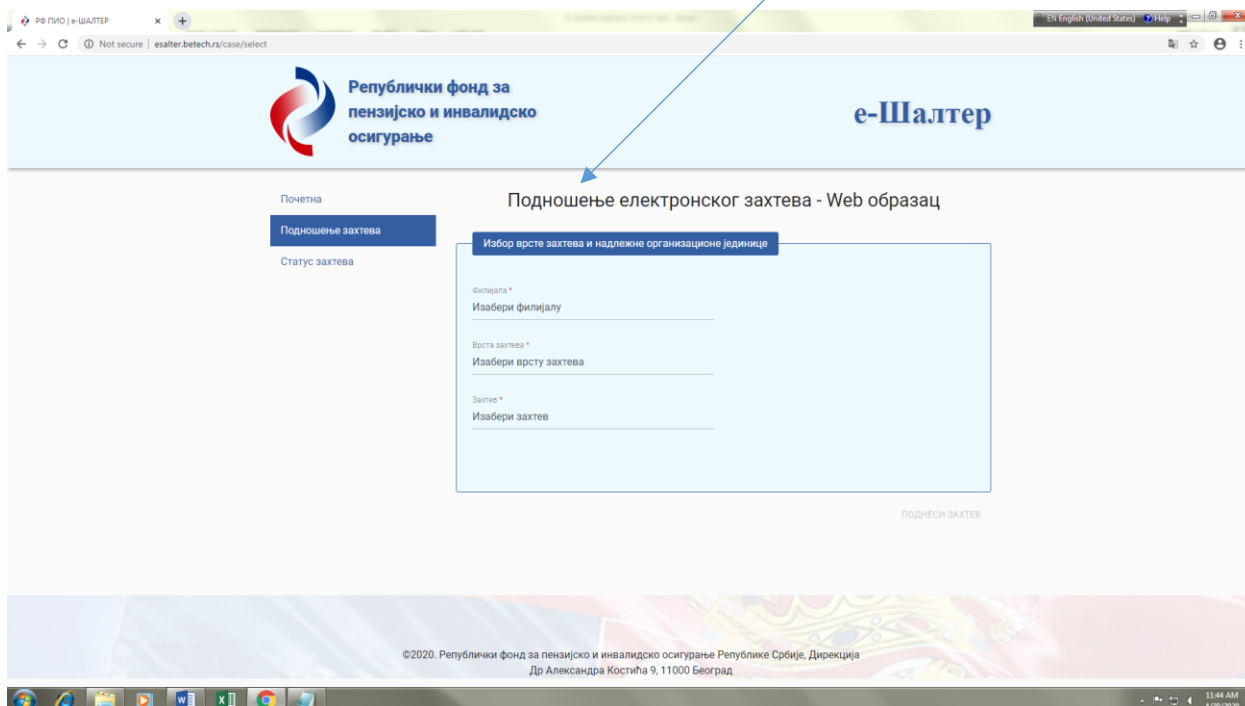 РФ ПИО | е-ШАЛТЕР
EN English (United States) Help
Not secure | esalter.betech.rs/case/select
Републички фонд за
пензијско и инвалидско
осигурање
е-Шалтер
Почетна
Подношење захтева
Статус захтева
Подношење електронског захтева - Web образац
Избор врсте захтева и надлежне организационе јединице
Филијала *
Изабери филијалу
Врста захтева *
Изабери врсту захтева
Захтев *
Изабери захтев
ПОДНЕСИ ЗАХТЕВ
©2020. Републички фонд за пензијско и инвалидско осигурање Републике Србије, Дирекција
Др Александра Костића 9, 11000 Београд
11:44 AM